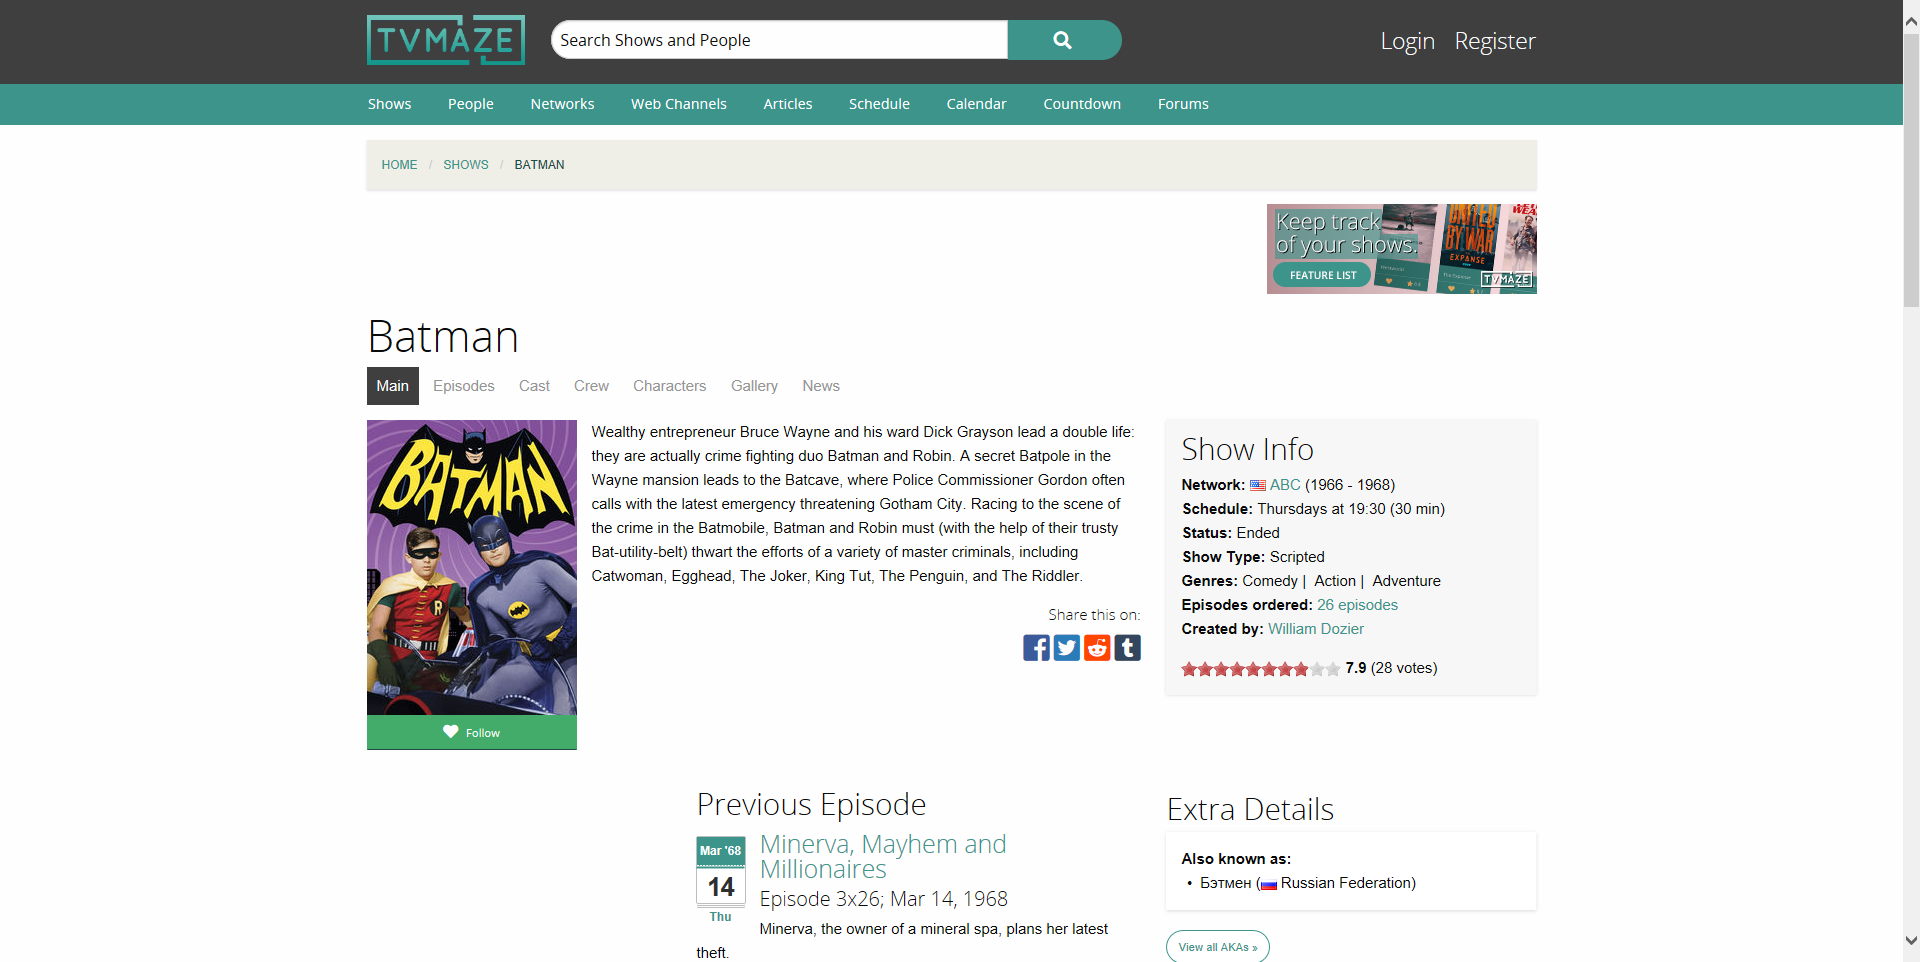 TVMAZE
Search Shows and People
Login
Register
Shows
People
Networks
Web Channels
Articles
Schedule
Calendar
Countdown
Forums
HOME / SHOWS / BATMAN
Keep track
of your shows.
FEATURE LIST
BY WAR
EXPANSE
TVMAZE
Batman
Main
Episodes
Cast
Crew
Characters
Gallery
News
BATMAN
R
Follow
Wealthy entrepreneur Bruce Wayne and his ward Dick Grayson lead a double life:
they are actually crime fighting duo Batman and Robin. A secret Batpole in the
Wayne mansion leads to the Batcave, where Police Commissioner Gordon often
calls with the latest emergency threatening Gotham City. Racing to the scene of
the crime in the Batmobile, Batman and Robin must (with the help of their trusty
Bat-utility-belt) thwart the efforts of a variety of master criminals, including
Catwoman, Egghead, The Joker, King Tut, The Penguin, and The Riddler.
Share this on:
Show Info
Network: ABC (1966 - 1968)
Schedule: Thursdays at 19:30 (30 min)
Status: Ended
Show Type: Scripted
Genres: Comedy | Action | Adventure
Episodes ordered: 26 episodes
Created by: William Dozier
7.9 (28 votes)
Previous Episode
Mar '68
14
Thu
Minerva, Mayhem and
Millionaires
Episode 3x26; Mar 14, 1968
Minerva, the owner of a mineral spa, plans her latest
theft.
Extra Details
Also known as:
• Бэтмен (Russian Federation)
View all AKAs »